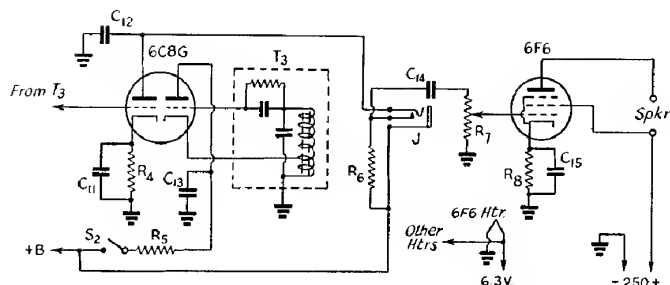 C12
6C8G
T3
6F6
From T3
C14
Spkr
R7
J
R6
C11
R4
C13
R8
C15
6F6 Htr.
Other
Htrs
S2
R5
+B
6.3V.
- 250 +